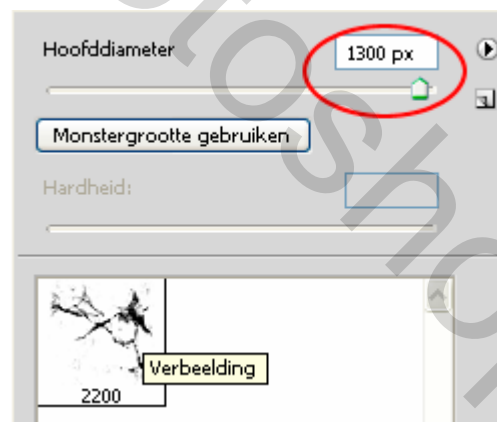 Hoofddiameter
1300 px
Monstergrootte gebruiken
Hardheid:
Verbeelding
2200